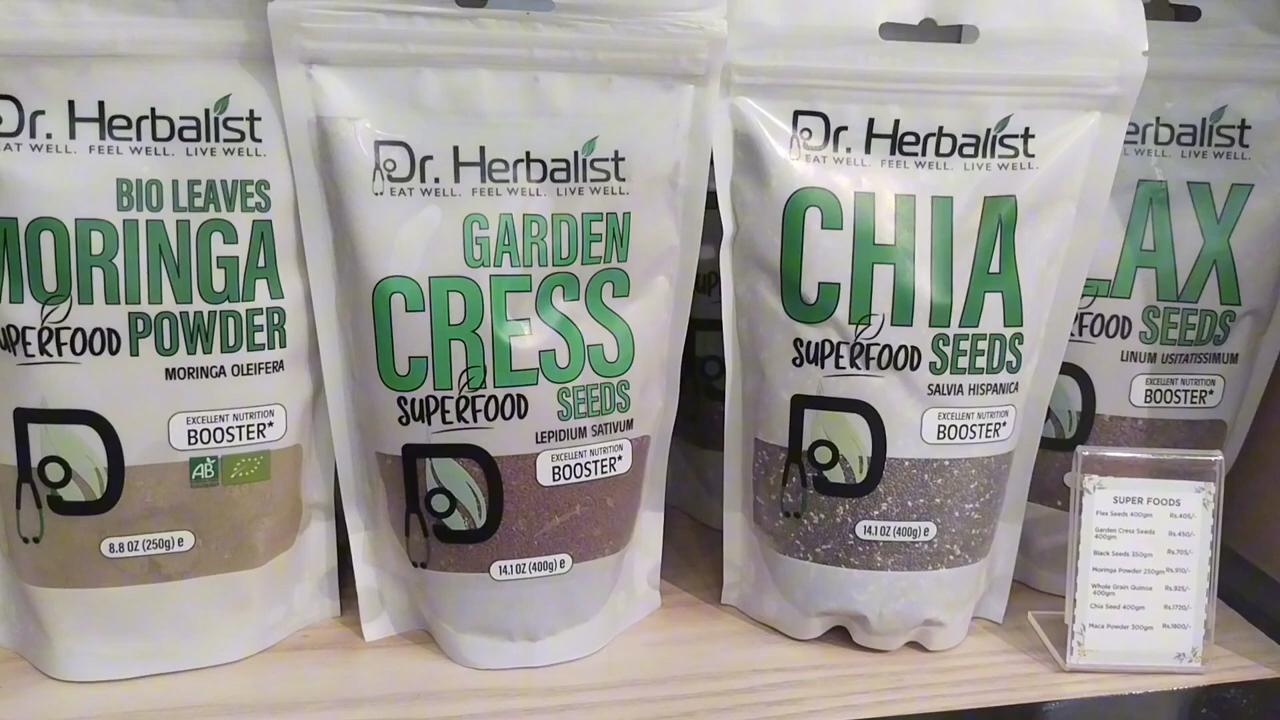 Dr. Herbalist
EAT WELL. FEEL WELL. LIVE WELL.
BIO LEAVES
MORINGA
SUPERFOOD POWDER
MORINGA OLEIFERA
EXCELLENT NUTRITION
BOOSTER*
AB
8.8 OZ (250g) e
Dr. Herbalist
EAT WELL. FEEL WELL. LIVE WELL.
GARDEN
CRESS
SUPERFOOD SEEDS
LEPIDIUM SATIVUM
EXCELLENT NUTRITION
BOOSTER*
14.1 OZ (400g) e
Dr. Herbalist
EAT WELL. FEEL WELL. LIVE WELL.
CHIA
SUPERFOOD SEEDS
SALVIA HISPANICA
EXCELLENT NUTRITION
BOOSTER*
14.1 OZ (400g) e
erbalist
WELL. LIVE WELL.
LAX
RFOOD SEEDS
LINUM USITATISSIMUM
EXCELLENT NUTRITION
BOOSTER*
SUPER FOODS
Flex Seeds 400gm Rs.405/-
Garden Cress Seeds
400gm Rs.450/-
Black Seeds 350gm Rs.705/-
Moringa Powder 250gm Rs.910/-
Whole Grain Quinoa
400gm Rs.925/-
Chia Seed 400gm Rs.1720/-
Maca Powder 300gm Rs.1800/-